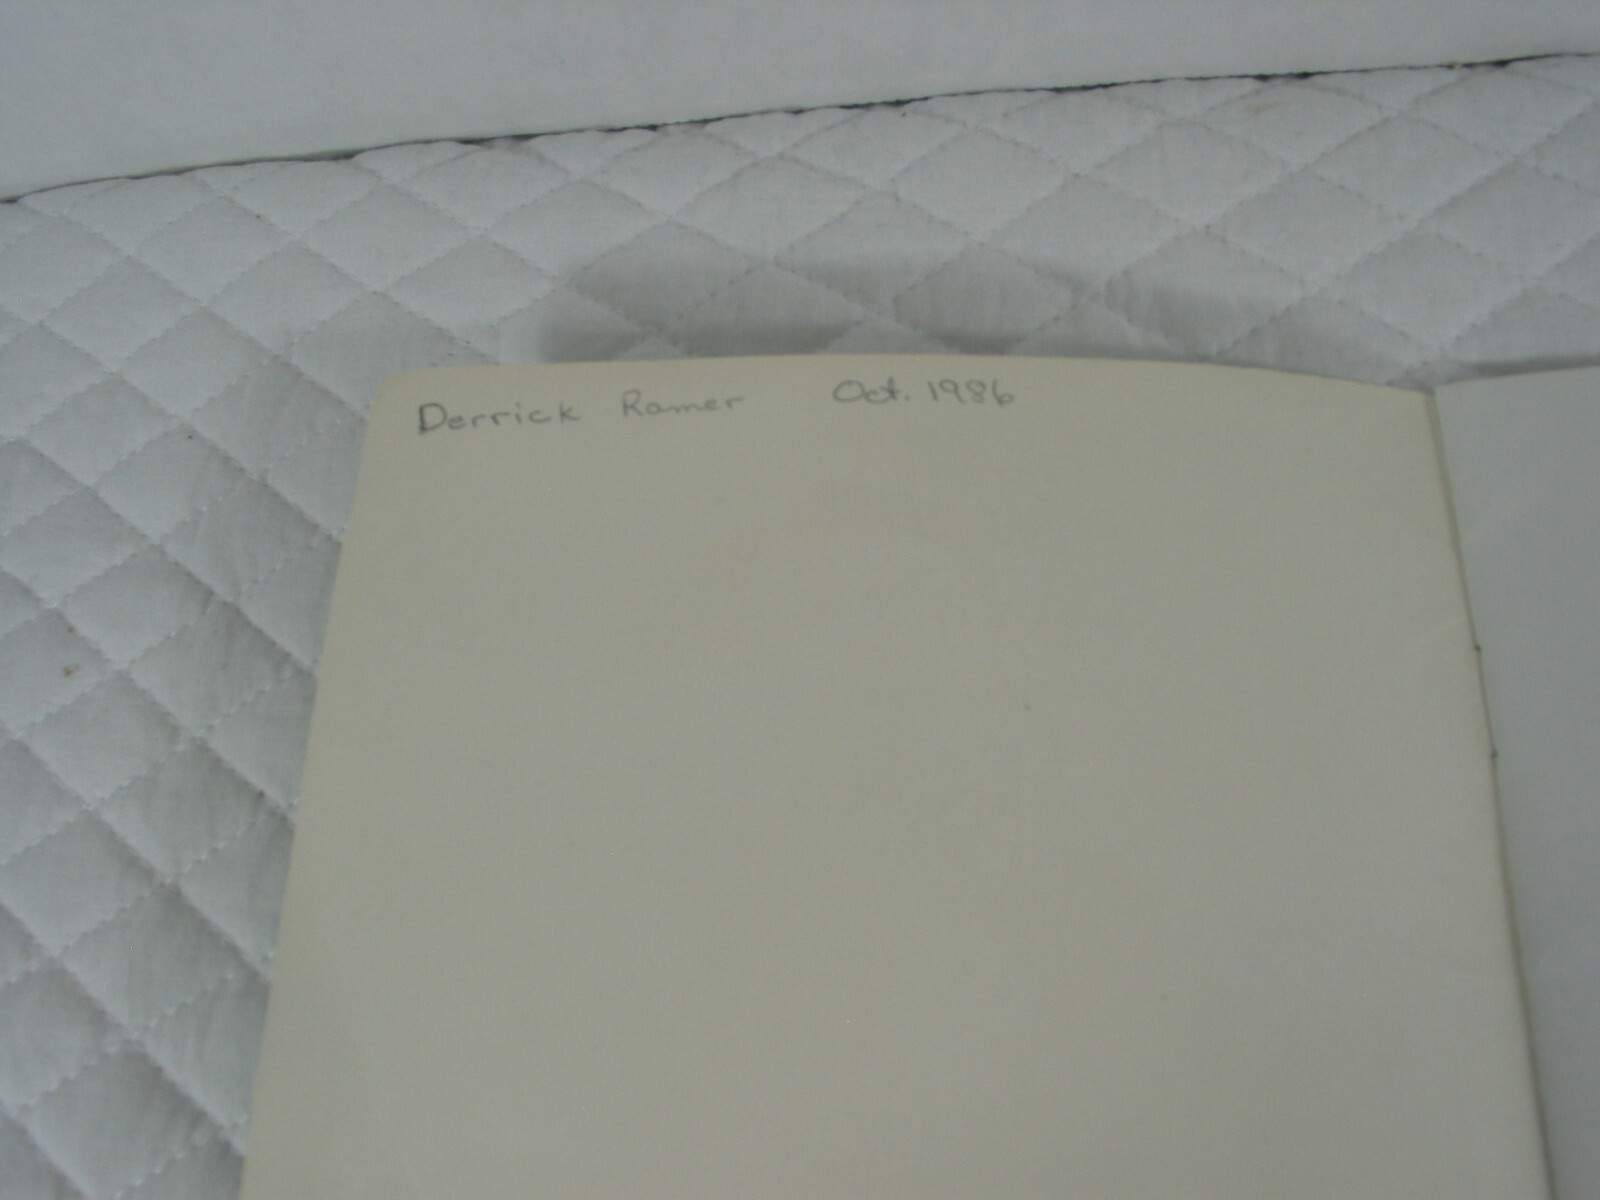 Derrick Ramer Oct. 1986